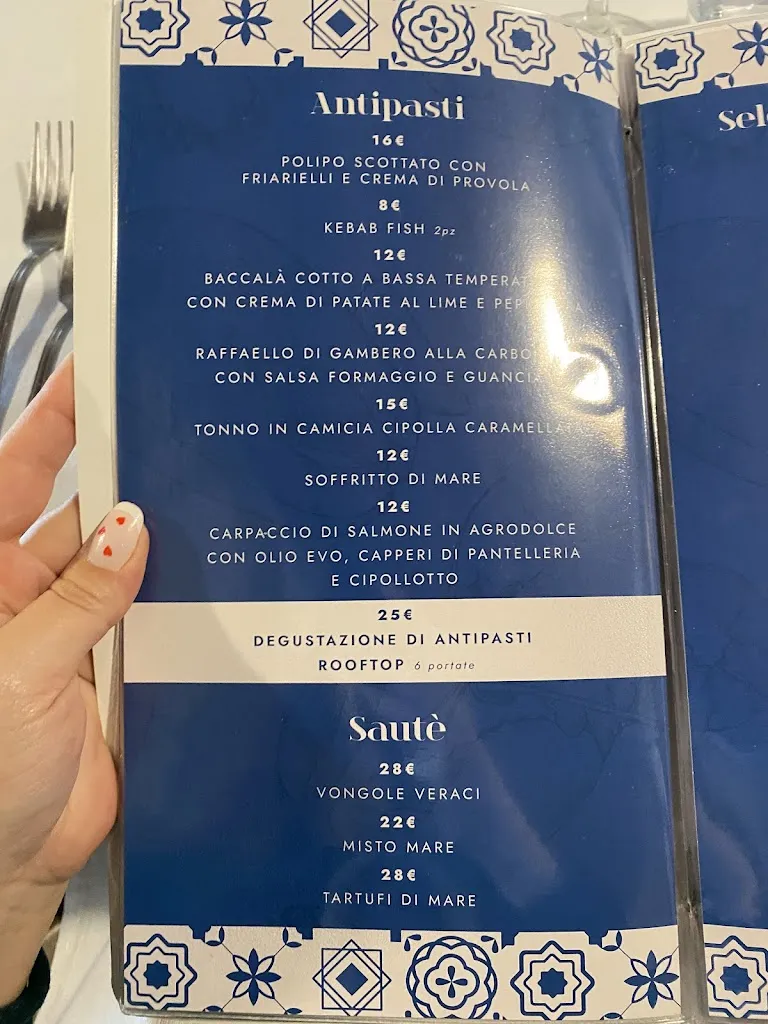 Antipasti
16€
POLIPO SCOTTATO CON
FRIARIELLI E CREMA DI PROVOLA
8€
KEBAB FISH 2pz
12€
BACCALÀ COTTO A BASSA
CON CREMA DI PATATE AL LIME E
12€
RAFFAELLO DI GAMBERO ALLA
CON SALSA FORMAGGIO E
15€
TONNO IN CAMICIA CIPOLLA CARAMELLATA
12€
SOFFRITTO DI MARE
12€
CARPACCIO DI SALMONE IN AGRODOLCE
CON OLIO EVO, CAPPERI DI PANTELLERIA
E CIPOLLOTTO
25€
DEGUSTAZIONE DI ANTIPASTI
ROOFTOP 6 portate
Sautè
28€
VONGOLE VERACI
22€
MISTO MARE
28€
TARTUFI DI MARE